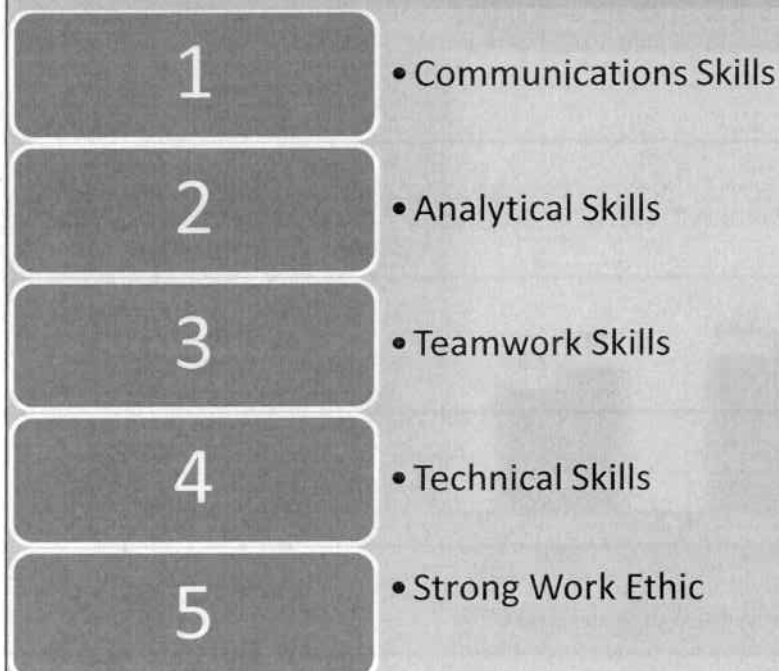 1
• Communications Skills
2
• Analytical Skills
3
• Teamwork Skills
4
• Technical Skills
5
• Strong Work Ethic